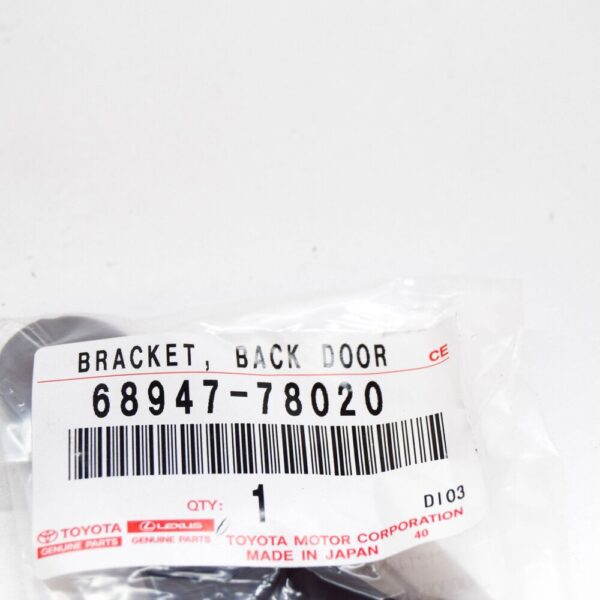 BRACKET, BACK DOOR CE
68947-78020
QTY: 1 DI03
TOYOTA LEXUS TOYOTA MOTOR CORPORATION
GENUINE PARTS GENUINE PARTS MADE IN JAPAN 40